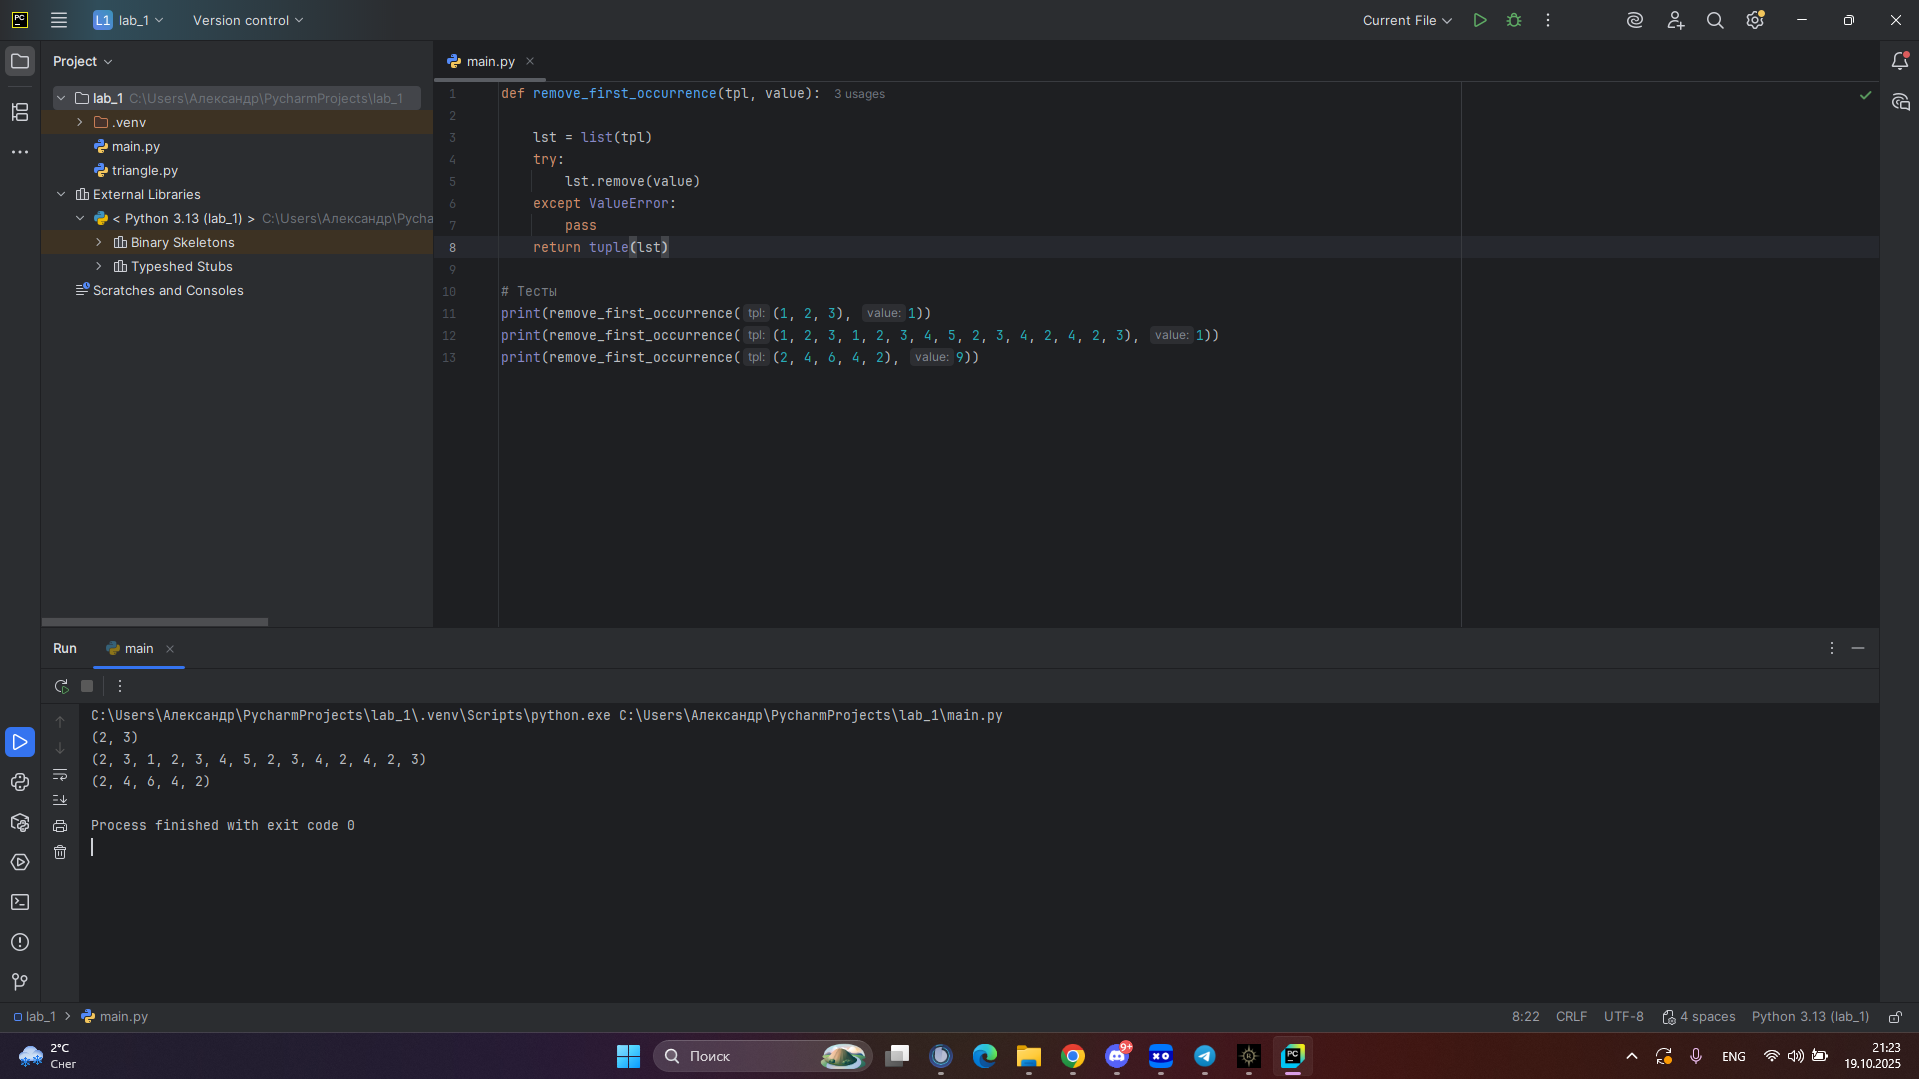 PC
L1 lab_1
Version control
Current File
Project
main.py
lab_1 C:\Users\Александр\PycharmProjects\lab_1
.venv
main.py
triangle.py
External Libraries
< Python 3.13 (lab_1) > C:\Users\Александр\Pycha
Binary Skeletons
Typeshed Stubs
Scratches and Consoles
1 def remove_first_occurrence(tpl, value): 3 usages
2
3 lst = list(tpl)
4 try:
5 lst.remove(value)
6 except ValueError:
7 pass
8 return tuple(lst)
9
10 # Тесты
11 print(remove_first_occurrence( tpl: (1, 2, 3), value: 1))
12 print(remove_first_occurrence( tpl: (1, 2, 3, 1, 2, 3, 4, 5, 2, 3, 4, 2, 4, 2, 3), value: 1))
13 print(remove_first_occurrence( tpl: (2, 4, 6, 4, 2), value: 9))
Run main
C:\Users\Александр\PycharmProjects\lab_1\.venv\Scripts\python.exe C:\Users\Александр\PycharmProjects\lab_1\main.py
(2, 3)
(2, 3, 1, 2, 3, 4, 5, 2, 3, 4, 2, 4, 2, 3)
(2, 4, 6, 4, 2)
Process finished with exit code 0
lab_1 > main.py
8:22 CRLF UTF-8 4 spaces Python 3.13 (lab_1)
2°C
Снег
Поиск
9+
XO
PC
ENG
21:23
19.10.2025